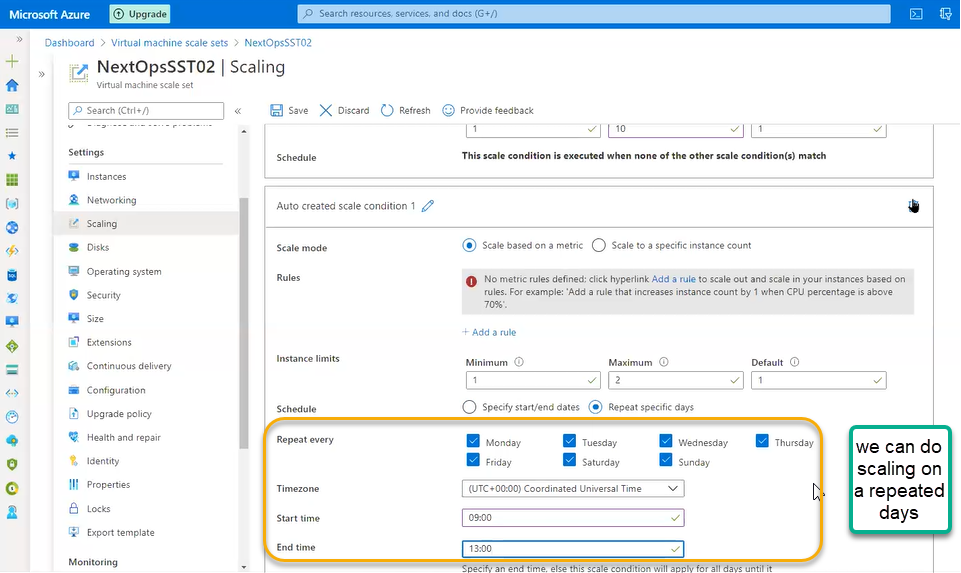 Microsoft Azure
Upgrade
Search resources, services, and docs (G+/)
Dashboard > Virtual machine scale sets > NextOpsSST02
NextOpsSST02 | Scaling
Virtual machine scale set
Search (Ctrl+/)
Save Discard Refresh Provide feedback
Settings
Instances
Networking
Scaling
Disks
Operating system
Security
Size
Extensions
Continuous delivery
Configuration
Upgrade policy
Health and repair
Identity
Properties
Locks
Export template
Monitoring
1 10 1
Schedule This scale condition is executed when none of the other scale condition(s) match
Auto created scale condition 1
Scale mode Scale based on a metric Scale to a specific instance count
Rules
No metric rules defined; click hyperlink Add a rule to scale out and scale in your instances based on
rules. For example: 'Add a rule that increases instance count by 1 when CPU percentage is above
70%'.
+ Add a rule
Instance limits Minimum Maximum Default
1 2 1
Schedule Specify start/end dates Repeat specific days
Repeat every Monday Tuesday Wednesday Thursday
Friday Saturday Sunday
Timezone (UTC+00:00) Coordinated Universal Time
Start time 09:00
End time 13:00
Specify an end time, else this scale condition will apply for all days until it
we can do
scaling on
a repeated
days